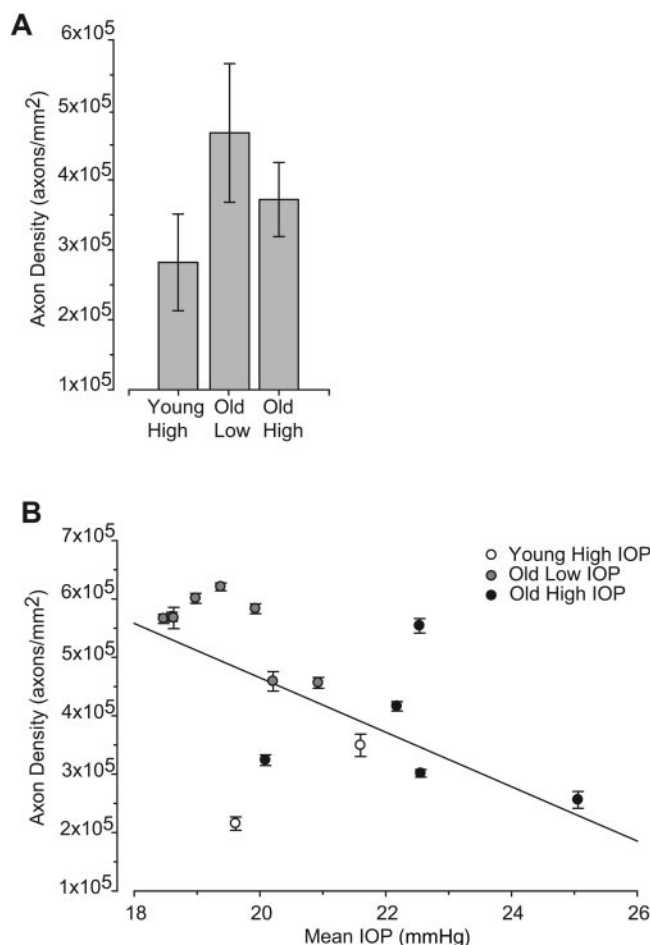 A
Axon Density (axons/mm²)
6x10⁵
5x10⁵
4x10⁵
3x10⁵
2x10⁵
1x10⁵
Young Old Old
High Low High
B
Axon Density (axons/mm²)
7x10⁵
6x10⁵
5x10⁵
4x10⁵
3x10⁵
2x10⁵
1x10⁵
Young High IOP
Old Low IOP
Old High IOP
18 20 22 24 26
Mean IOP (mmHg)